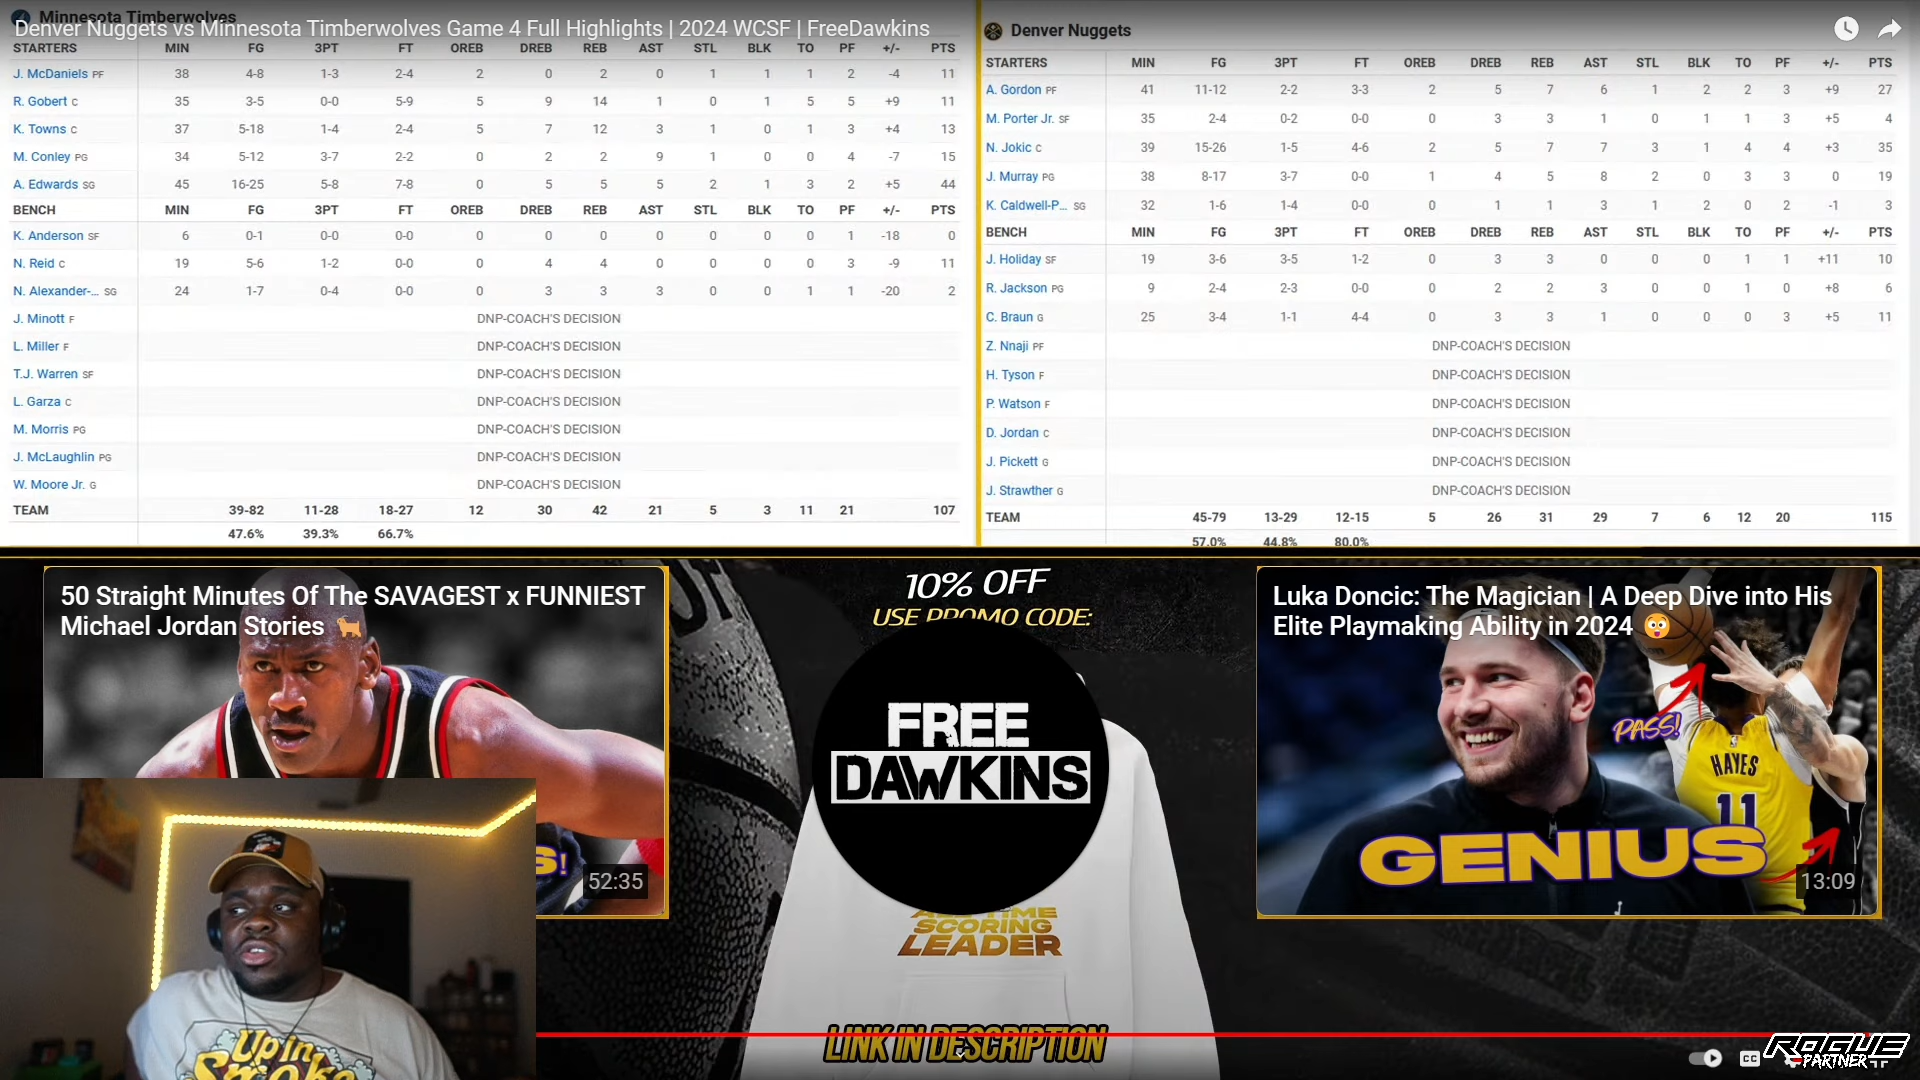 Minnesota Timberwolves
Denver Nuggets vs Minnesota Timberwolves Game 4 Full Highlights | 2024 WCSF | FreeDawkins
STARTERS MIN FG 3PT FT OREB DREB REB AST STL BLK TO PF +/- PTS
J. McDaniels PF 38 4-8 1-3 2-4 2 0 2 0 1 1 1 2 -4 11
R. Gobert C 35 3-5 0-0 5-9 5 9 14 1 0 1 5 5 +9 11
K. Towns C 37 5-18 1-4 2-4 5 7 12 3 1 0 1 3 +4 13
M. Conley PG 34 5-12 3-7 2-2 0 2 2 9 1 0 0 4 -7 15
A. Edwards SG 45 16-25 5-8 7-8 0 5 5 5 2 1 3 2 +5 44
BENCH MIN FG 3PT FT OREB DREB REB AST STL BLK TO PF +/- PTS
K. Anderson SF 6 0-1 0-0 0-0 0 0 0 0 0 0 0 1 -18 0
N. Reid C 19 5-6 1-2 0-0 0 4 4 0 0 0 0 3 -9 11
N. Alexander-... SG 24 1-7 0-4 0-0 0 3 3 3 0 0 1 1 -20 2
J. Minott F DNP-COACH'S DECISION
L. Miller F DNP-COACH'S DECISION
T.J. Warren SF DNP-COACH'S DECISION
L. Garza C DNP-COACH'S DECISION
M. Morris PG DNP-COACH'S DECISION
J. McLaughlin PG DNP-COACH'S DECISION
W. Moore Jr. G DNP-COACH'S DECISION
TEAM 39-82 11-28 18-27 12 30 42 21 5 3 11 21 107
47.6% 39.3% 66.7%
Denver Nuggets
STARTERS MIN FG 3PT FT OREB DREB REB AST STL BLK TO PF +/- PTS
A. Gordon PF 41 11-12 2-2 3-3 2 5 7 6 1 2 2 3 +9 27
M. Porter Jr. SF 35 2-4 0-2 0-0 0 3 3 1 0 1 1 3 +5 4
N. Jokic C 39 15-26 1-5 4-6 2 5 7 7 3 1 4 4 +3 35
J. Murray PG 38 8-17 3-7 0-0 1 4 5 8 2 0 3 3 0 19
K. Caldwell-P... SG 32 1-6 1-4 0-0 0 1 1 3 1 2 0 2 -1 3
BENCH MIN FG 3PT FT OREB DREB REB AST STL BLK TO PF +/- PTS
J. Holiday SF 19 3-6 3-5 1-2 0 3 3 0 0 0 1 1 +11 10
R. Jackson PG 9 2-4 2-3 0-0 0 2 2 3 0 0 1 0 +8 6
C. Braun G 25 3-4 1-1 4-4 0 3 3 1 0 0 0 3 +5 11
Z. Nnaji PF DNP-COACH'S DECISION
H. Tyson F DNP-COACH'S DECISION
P. Watson F DNP-COACH'S DECISION
D. Jordan C DNP-COACH'S DECISION
J. Pickett G DNP-COACH'S DECISION
J. Strawther G DNP-COACH'S DECISION
TEAM 45-79 13-29 12-15 5 26 31 29 7 6 12 20 115
57.0% 44.8% 80.0%
50 Straight Minutes Of The SAVAGEST x FUNNIEST
Michael Jordan Stories
S!
52:35
10% OFF
USE PROMO CODE:
FREE
DAWKINS
ALL TIME
SCORING
LEADER
LINK IN DESCRIPTION
Luka Doncic: The Magician | A Deep Dive into His
Elite Playmaking Ability in 2024
PASS!
HAYES
11
GENIUS
13:09
Up In
Smoke
CC
ROGUE
PARTNER